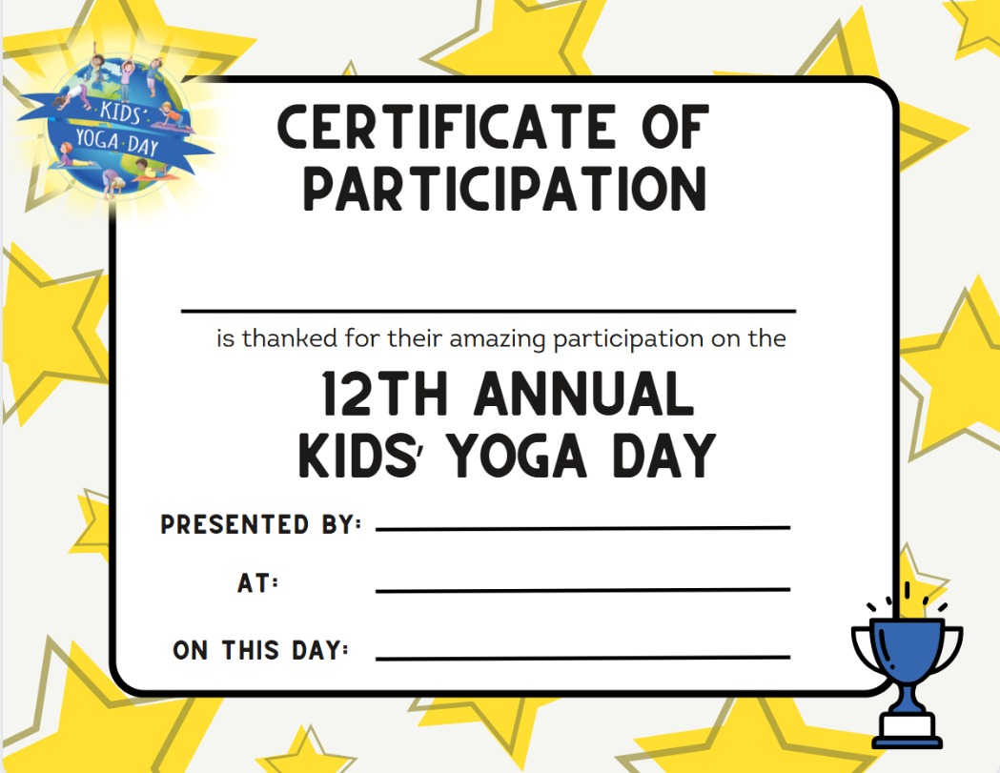 KIDS'
YOGA DAY
CERTIFICATE OF
PARTICIPATION
is thanked for their amazing participation on the
12TH ANNUAL
KIDS' YOGA DAY
PRESENTED BY:
AT:
ON THIS DAY: